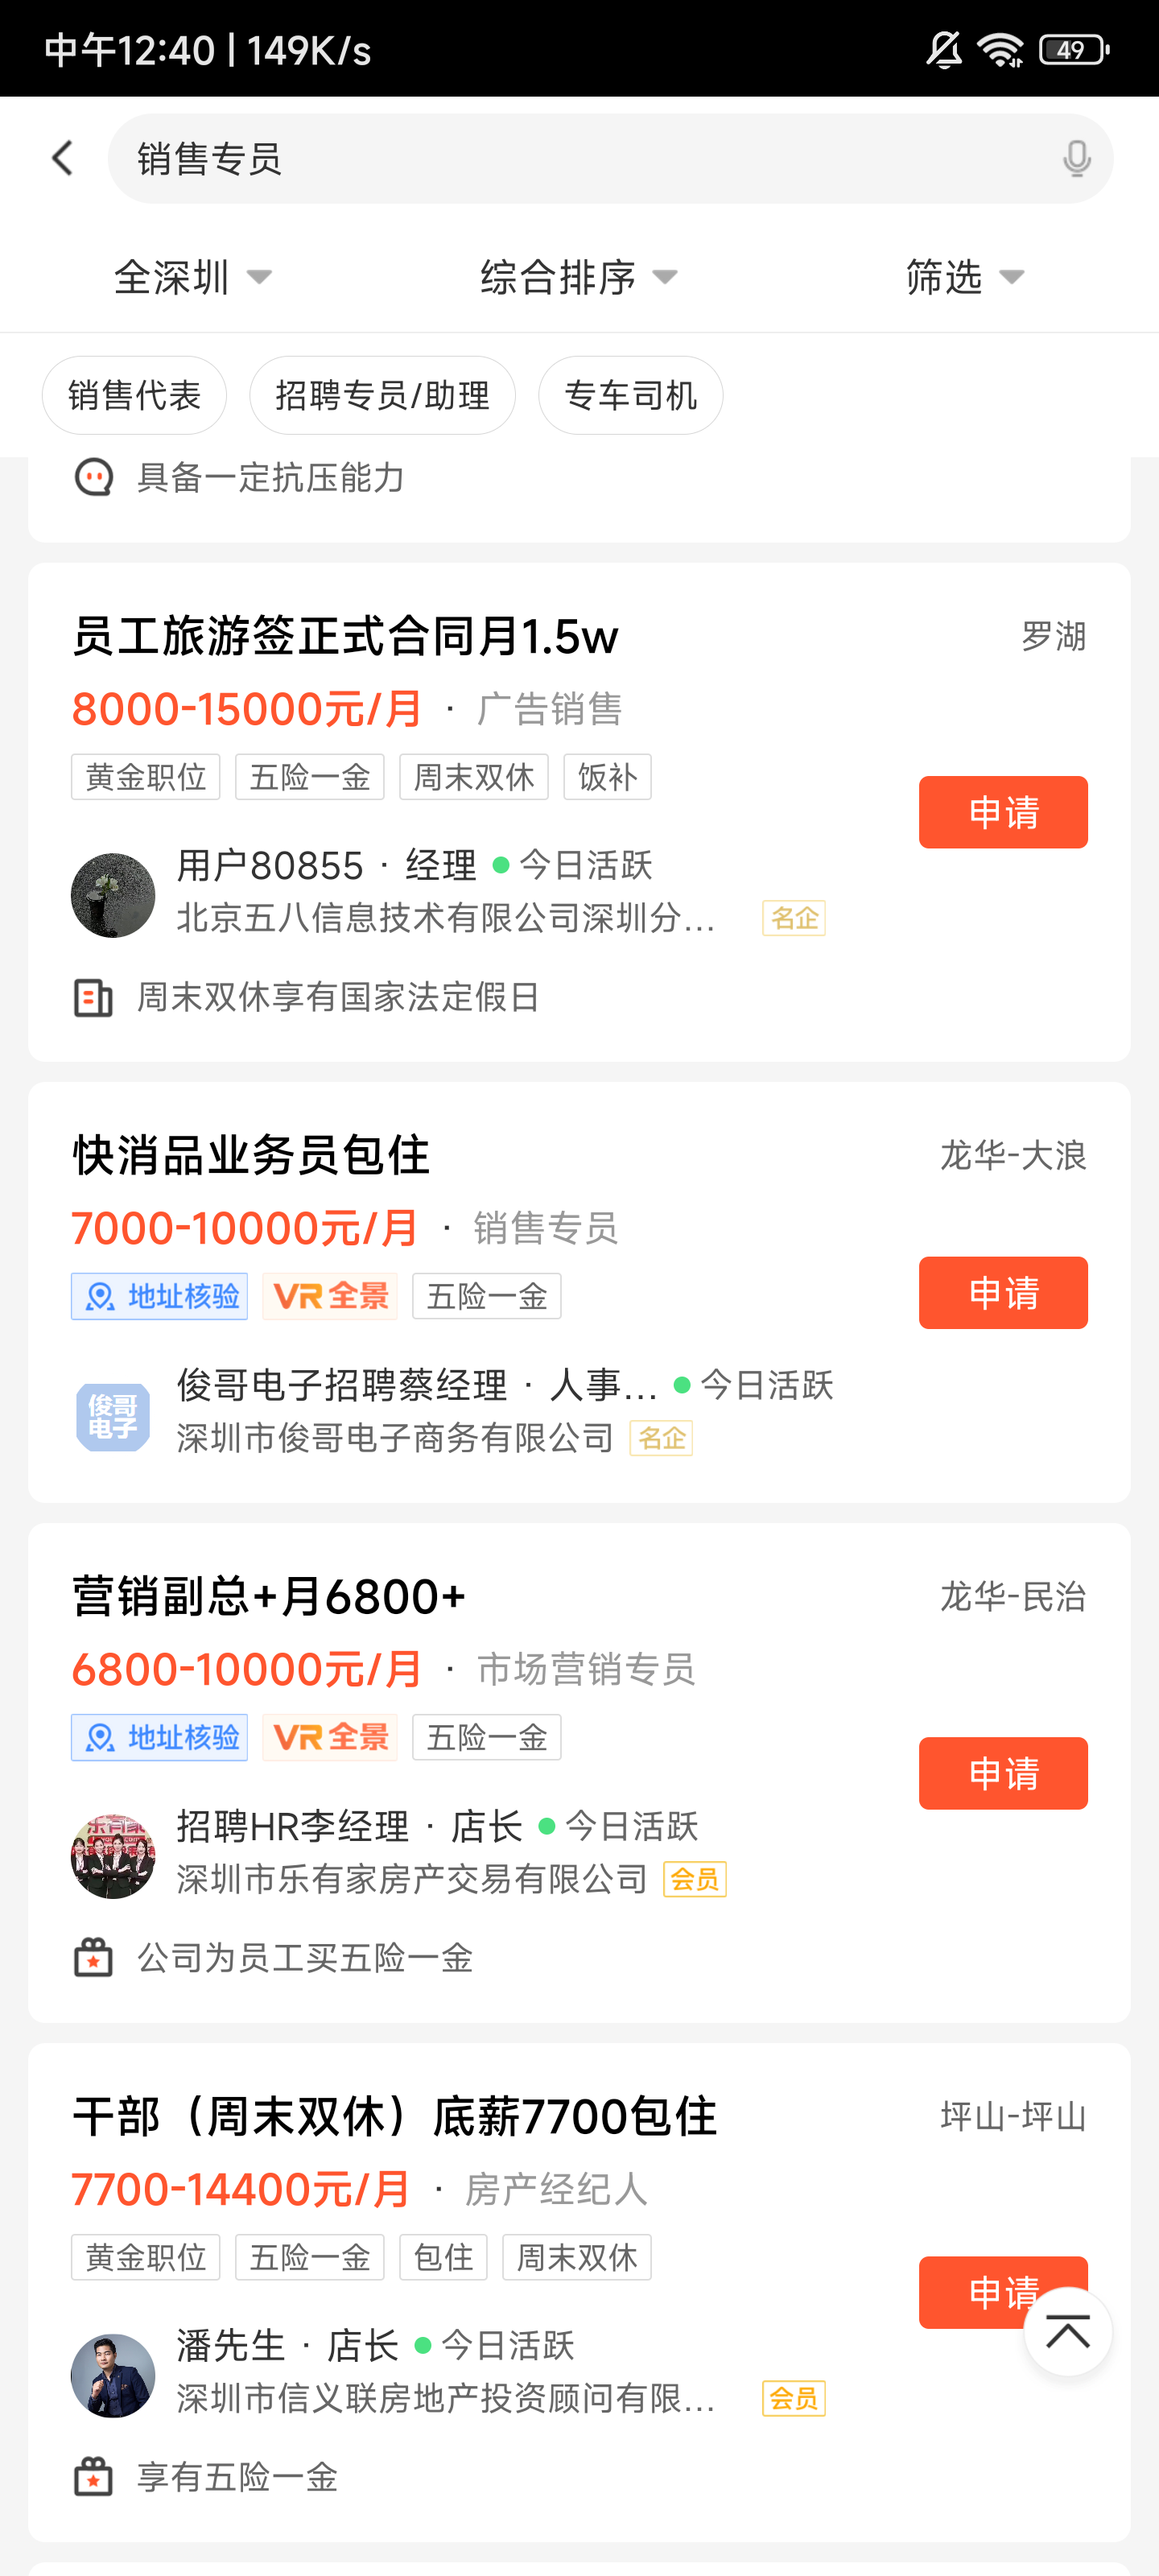 中午12:40 | 149K/s
49
销售专员
全深圳
综合排序
筛选
销售代表
招聘专员/助理
专车司机
具备一定抗压能力
员工旅游签正式合同月1.5w
罗湖
8000-15000元/月 · 广告销售
黄金职位
五险一金
周末双休
饭补
申请
用户80855 · 经理
今日活跃
北京五八信息技术有限公司深圳分...
名企
周末双休享有国家法定假日
快消品业务员包住
龙华-大浪
7000-10000元/月 · 销售专员
地址核验
VR全景
五险一金
申请
俊哥电子
俊哥电子招聘蔡经理 · 人事...
今日活跃
深圳市俊哥电子商务有限公司
名企
营销副总+月6800+
龙华-民治
6800-10000元/月 · 市场营销专员
地址核验
VR全景
五险一金
申请
招聘HR李经理 · 店长
今日活跃
深圳市乐有家房产交易有限公司
会员
公司为员工买五险一金
干部（周末双休）底薪7700包住
坪山-坪山
7700-14400元/月 · 房产经纪人
黄金职位
五险一金
包住
周末双休
申请
潘先生 · 店长
今日活跃
深圳市信义联房地产投资顾问有限...
会员
享有五险一金